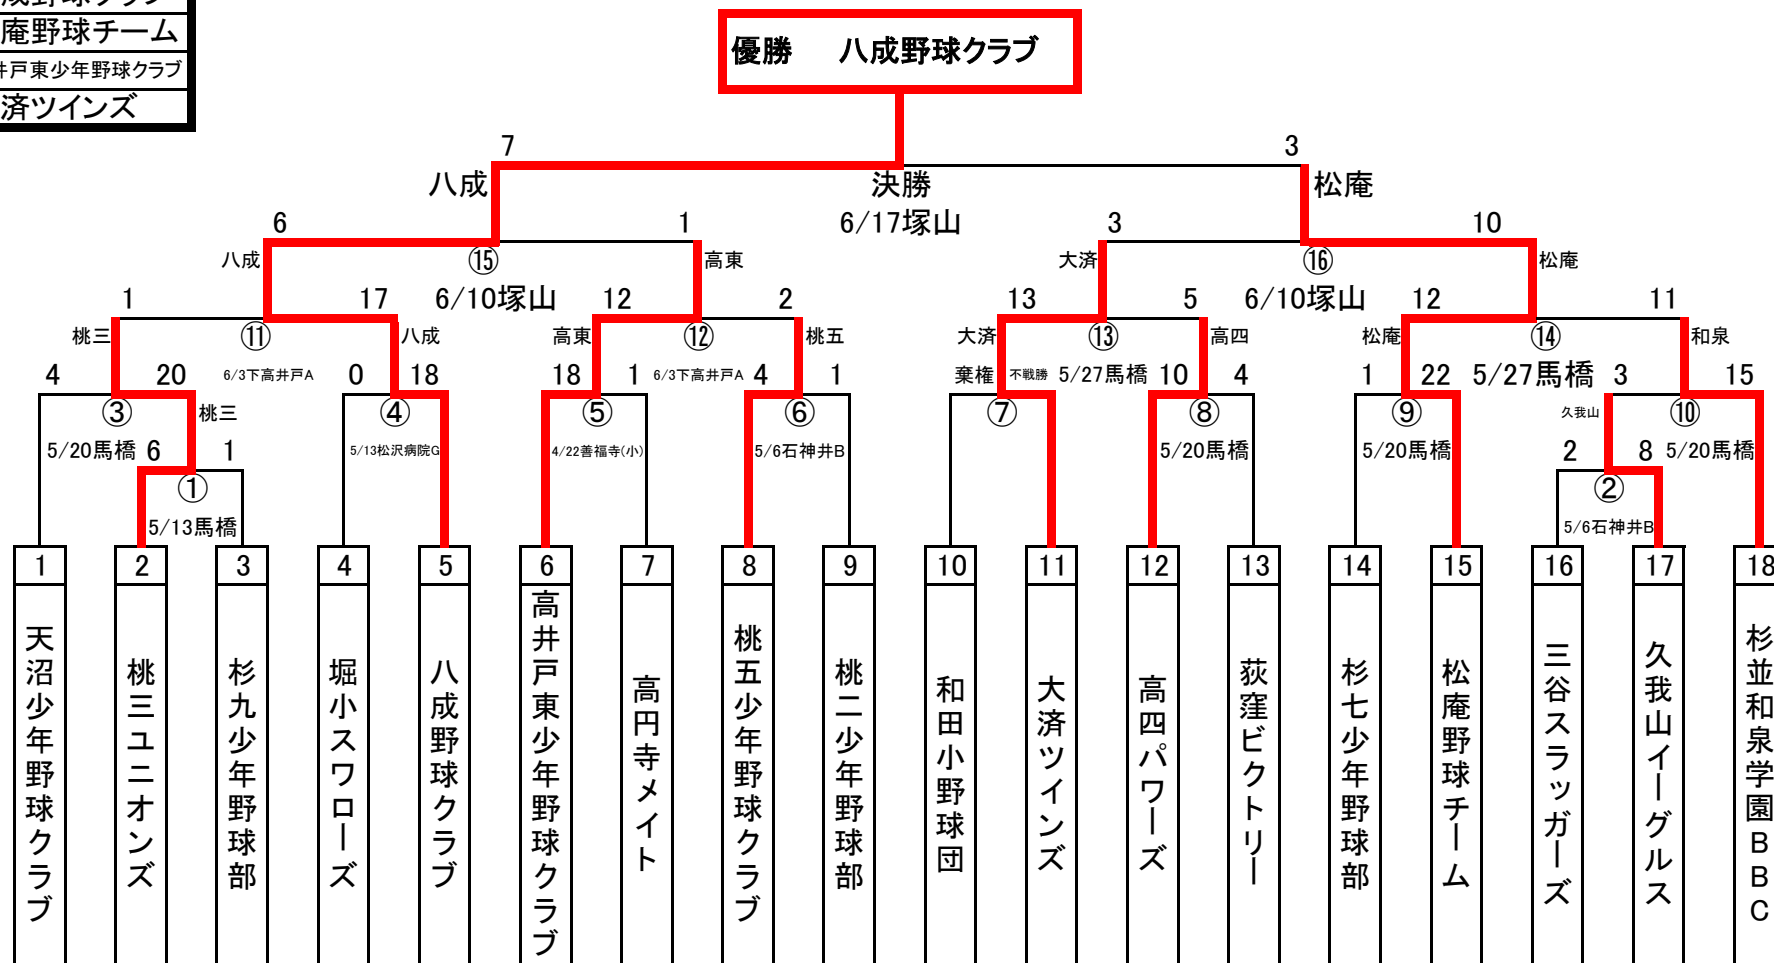 成野球クラブ
庵野球チーム
井戸東少年野球クラブ
済ツインズ
優勝 八成野球クラブ
7 3
八成 決勝 松庵
6/17塚山
6 1 3 10
八成 ⑮ 高東 大済 ⑯ 松庵
6/10塚山 6/10塚山
1 17 12 2 13 5 12 11
桃三 ⑪ 八成 高東 ⑫ 桃五 大済 ⑬ 高四 松庵 ⑭ 和泉
6/3下高井戸A 6/3下高井戸A 5/27馬橋 5/27馬橋
4 20 0 18 18 1 4 1 棄権 不戦勝 10 4 1 22 3 15
③ 桃三 ④ ⑤ ⑥ ⑦ ⑧ ⑨ 久我山 ⑩
5/20馬橋 5/13松沢病院G 4/22善福寺(小) 5/6石神井B 5/20馬橋 5/20馬橋 5/20馬橋
6 1 2 8
① ②
5/13馬橋 5/6石神井B
1 2 3 4 5 6 7 8 9 10 11 12 13 14 15 16 17 18
天沼少年野球クラブ
桃三ユニオンズ
杉九少年野球部
堀小スワローズ
八成野球クラブ
高井戸東少年野球クラブ
高円寺メイト
桃五少年野球クラブ
桃二少年野球部
和田小野球団
大済ツインズ
高四パワーズ
荻窪ビクトリー
杉七少年野球部
松庵野球チーム
三谷スラッガーズ
久我山イーグルス
杉並和泉学園BBC